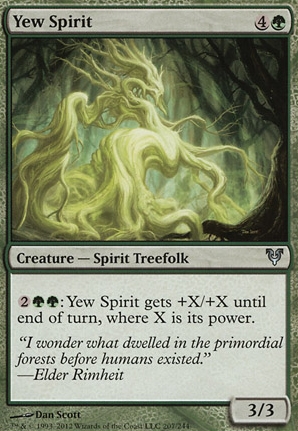 Yew Spirit 4
Creature — Spirit Treefolk
2: Yew Spirit gets +X/+X until
end of turn, where X is its power.
“I wonder what dwelled in the primordial
forests before humans existed.”
—Elder Rimheit
3/3
Dan Scott
™ & © 1993–2012 Wizards of the Coast LLC 207/244